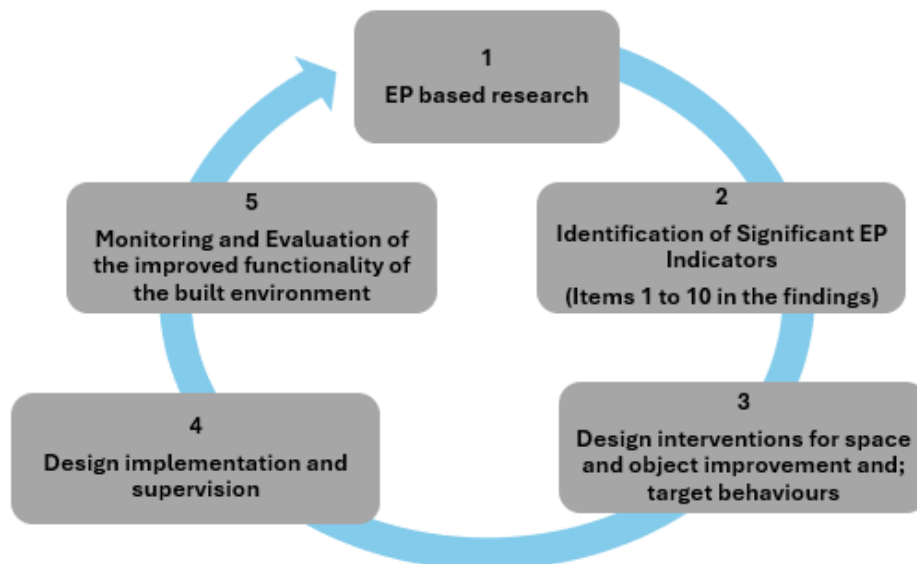 1
EP based research
2
Identification of Significant EP
Indicators
(Items 1 to 10 in the findings)
3
Design interventions for space
and object improvement and;
target behaviours
4
Design implementation and
supervision
5
Monitoring and Evaluation of
the improved functionality of
the built environment